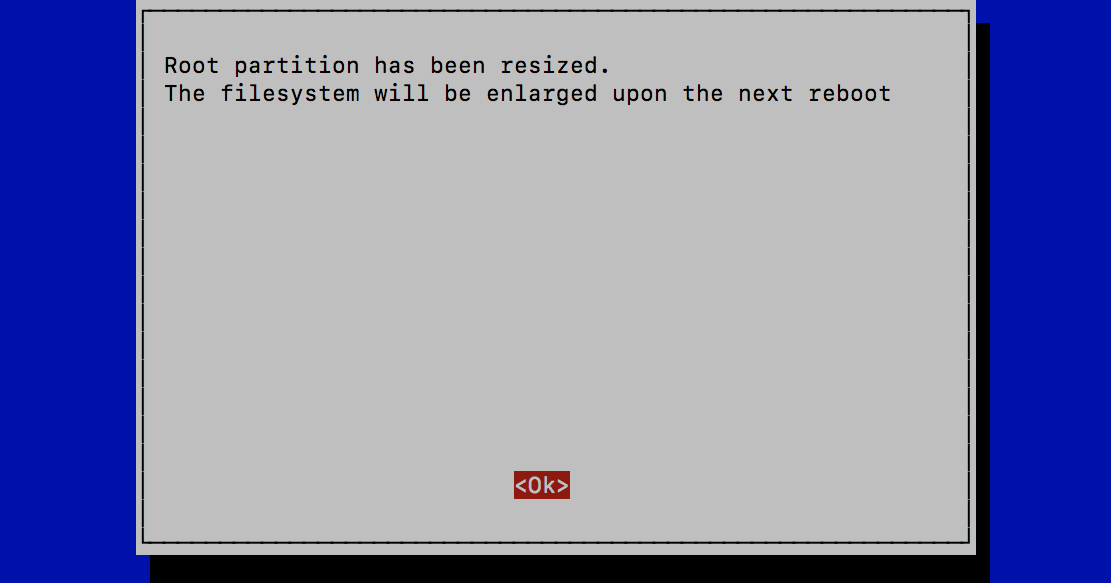 Root partition has been resized.
The filesystem will be enlarged upon the next reboot
<Ok>